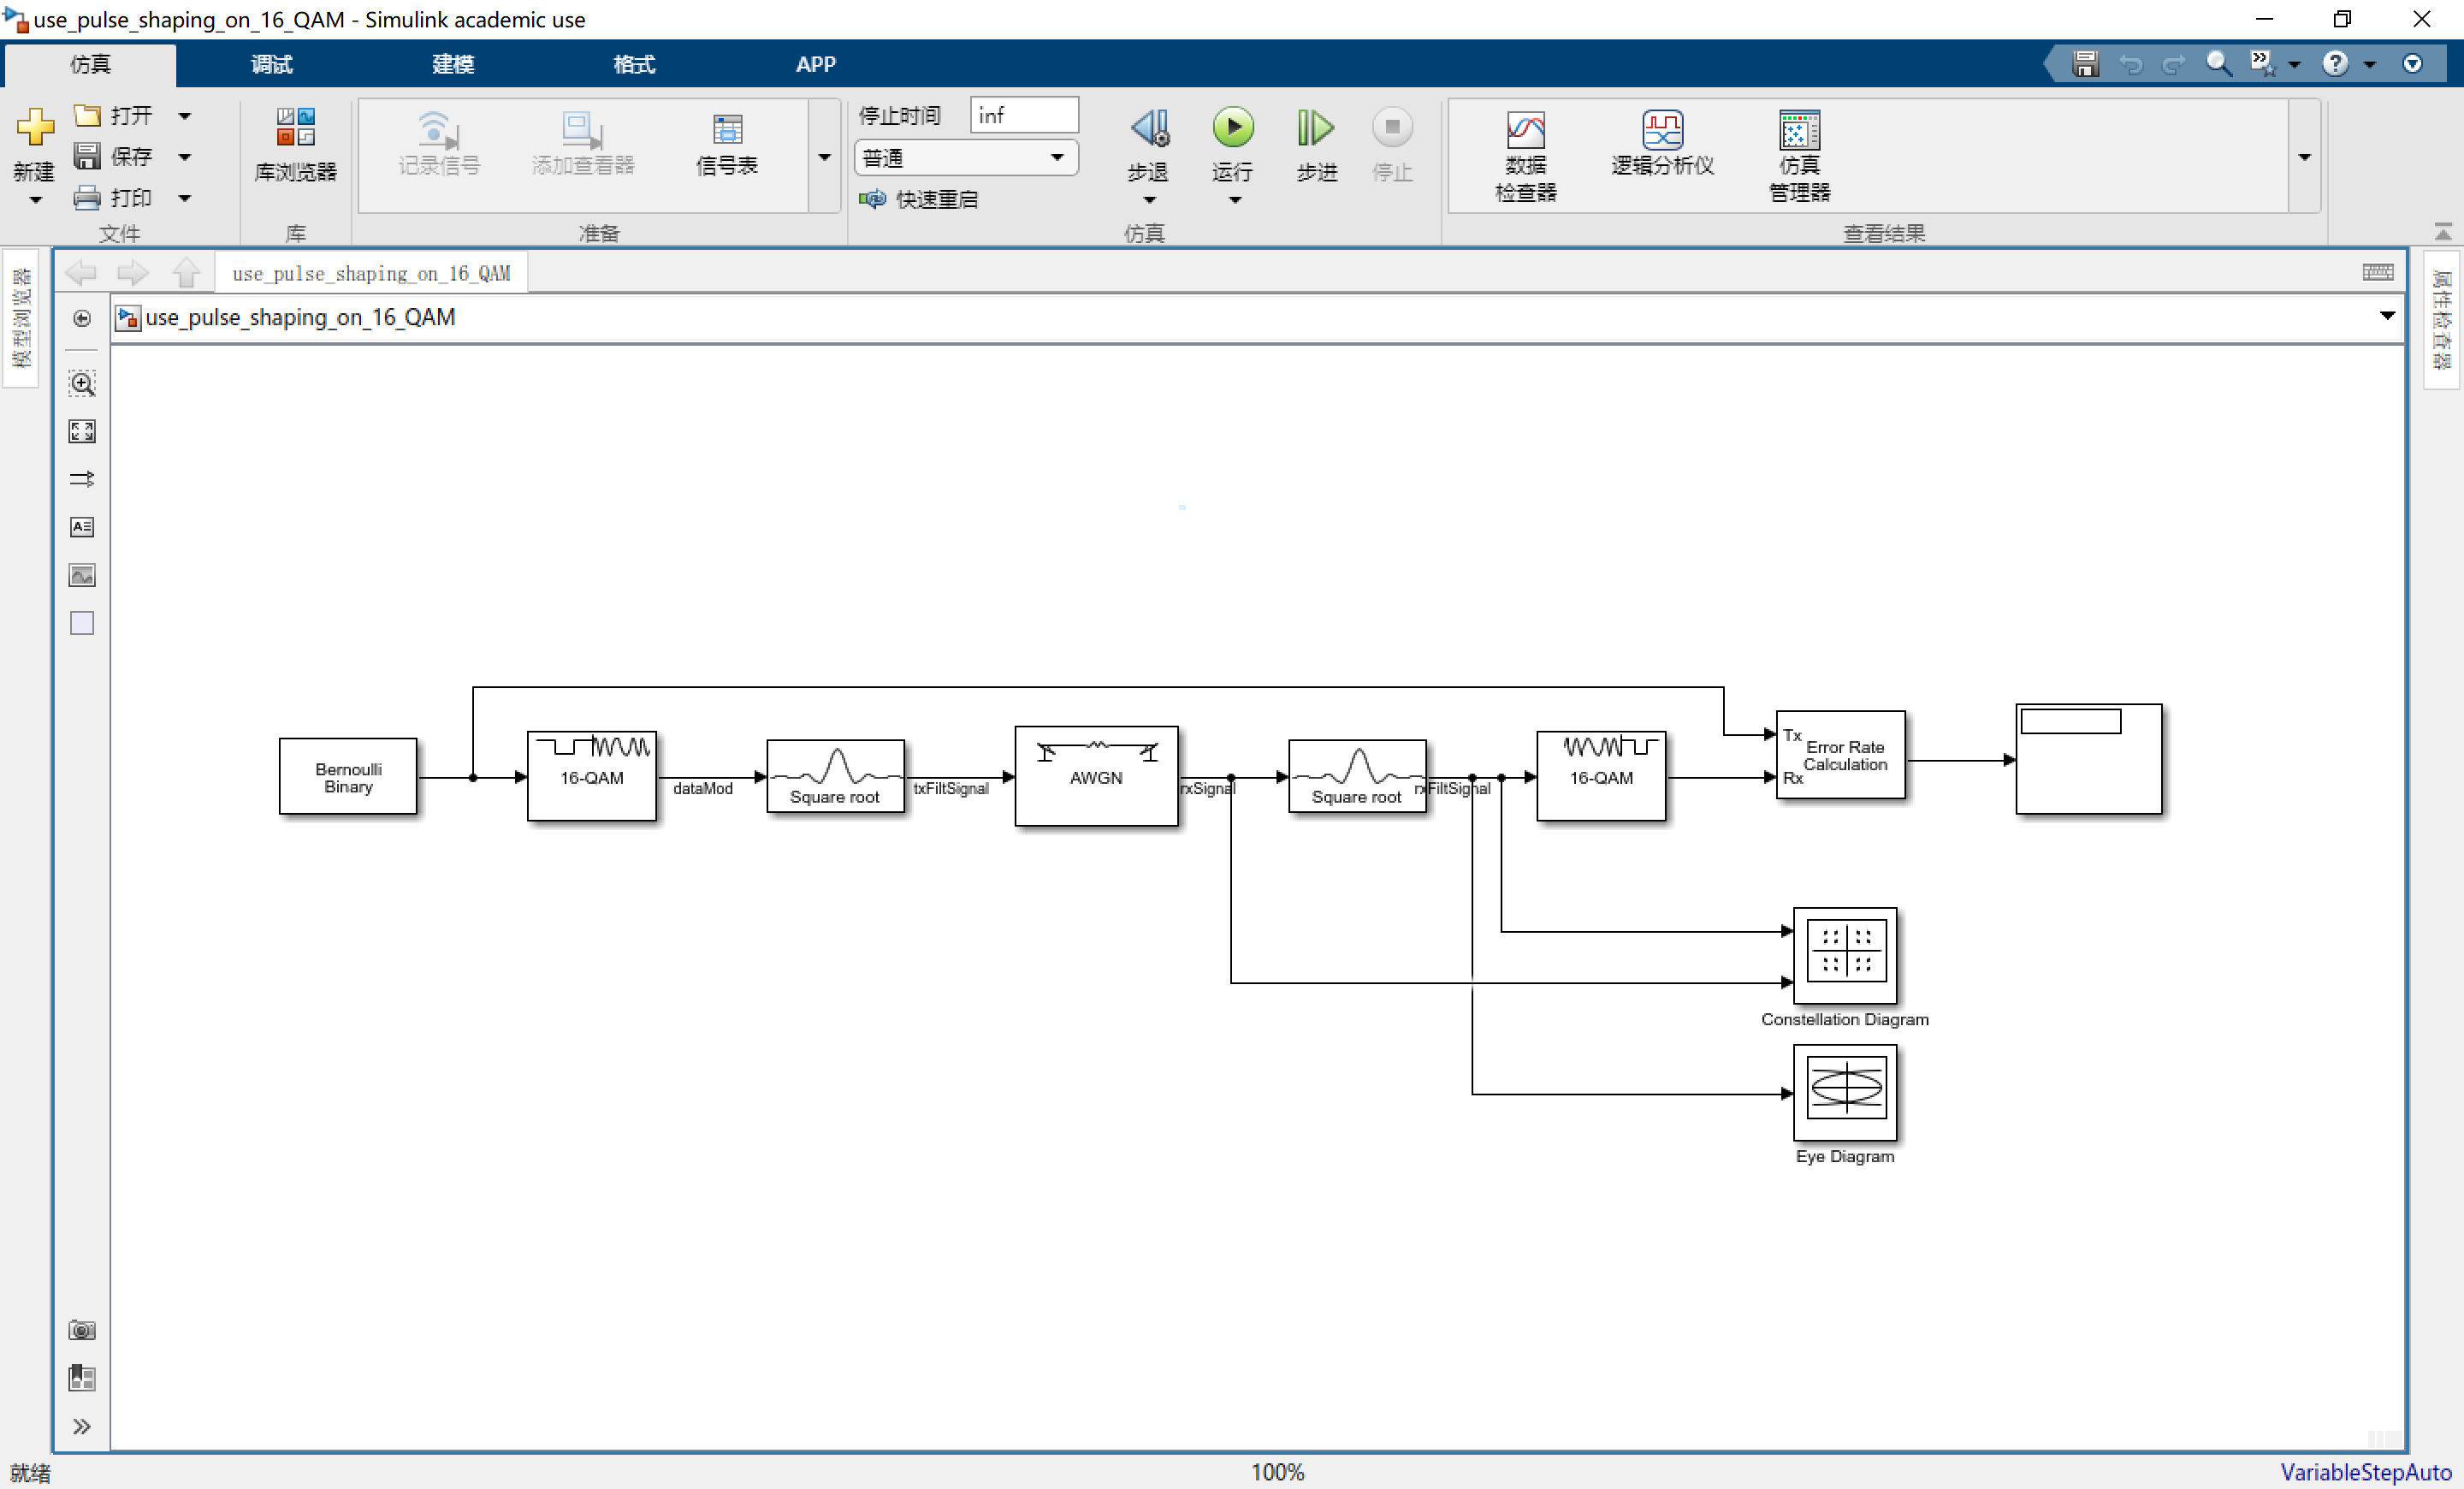 use_pulse_shaping_on_16_QAM - Simulink academic use
仿真
调试
建模
格式
APP
新建
打开
保存
打印
文件
库浏览器
库
记录信号
添加查看器
信号表
准备
停止时间
inf
普通
快速重启
步退
运行
步进
停止
仿真
数据
检查器
逻辑分析仪
仿真
管理器
查看结果
模型浏览器
use_pulse_shaping_on_16_QAM
use_pulse_shaping_on_16_QAM
属性检查器
Bernoulli
Binary
16-QAM
dataMod
Square root
txFiltSignal
AWGN
rxSignal
Square root
rxFiltSignal
16-QAM
Tx
Rx
Error Rate
Calculation
Constellation Diagram
Eye Diagram
就绪
100%
VariableStepAuto